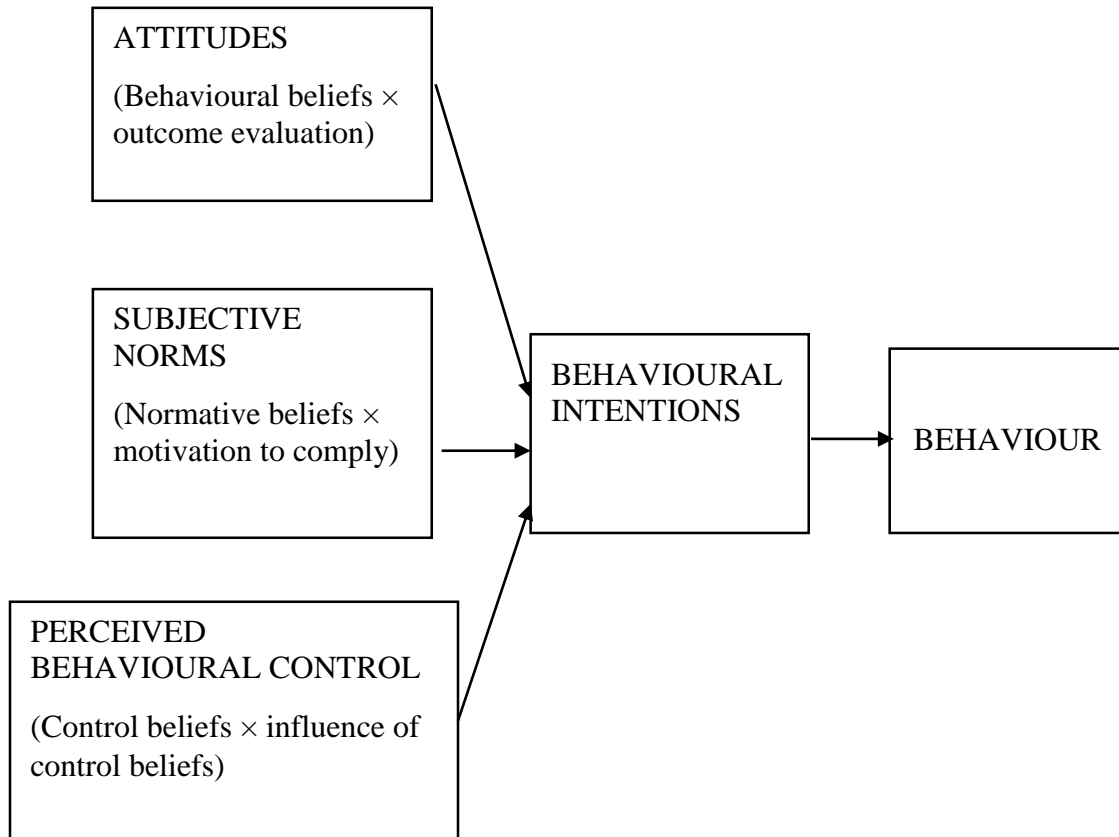 ATTITUDES
(Behavioural beliefs ×
outcome evaluation)
SUBJECTIVE
NORMS
(Normative beliefs ×
motivation to comply)
PERCEIVED
BEHAVIOURAL CONTROL
(Control beliefs × influence of
control beliefs)
BEHAVIOURAL
INTENTIONS
BEHAVIOUR